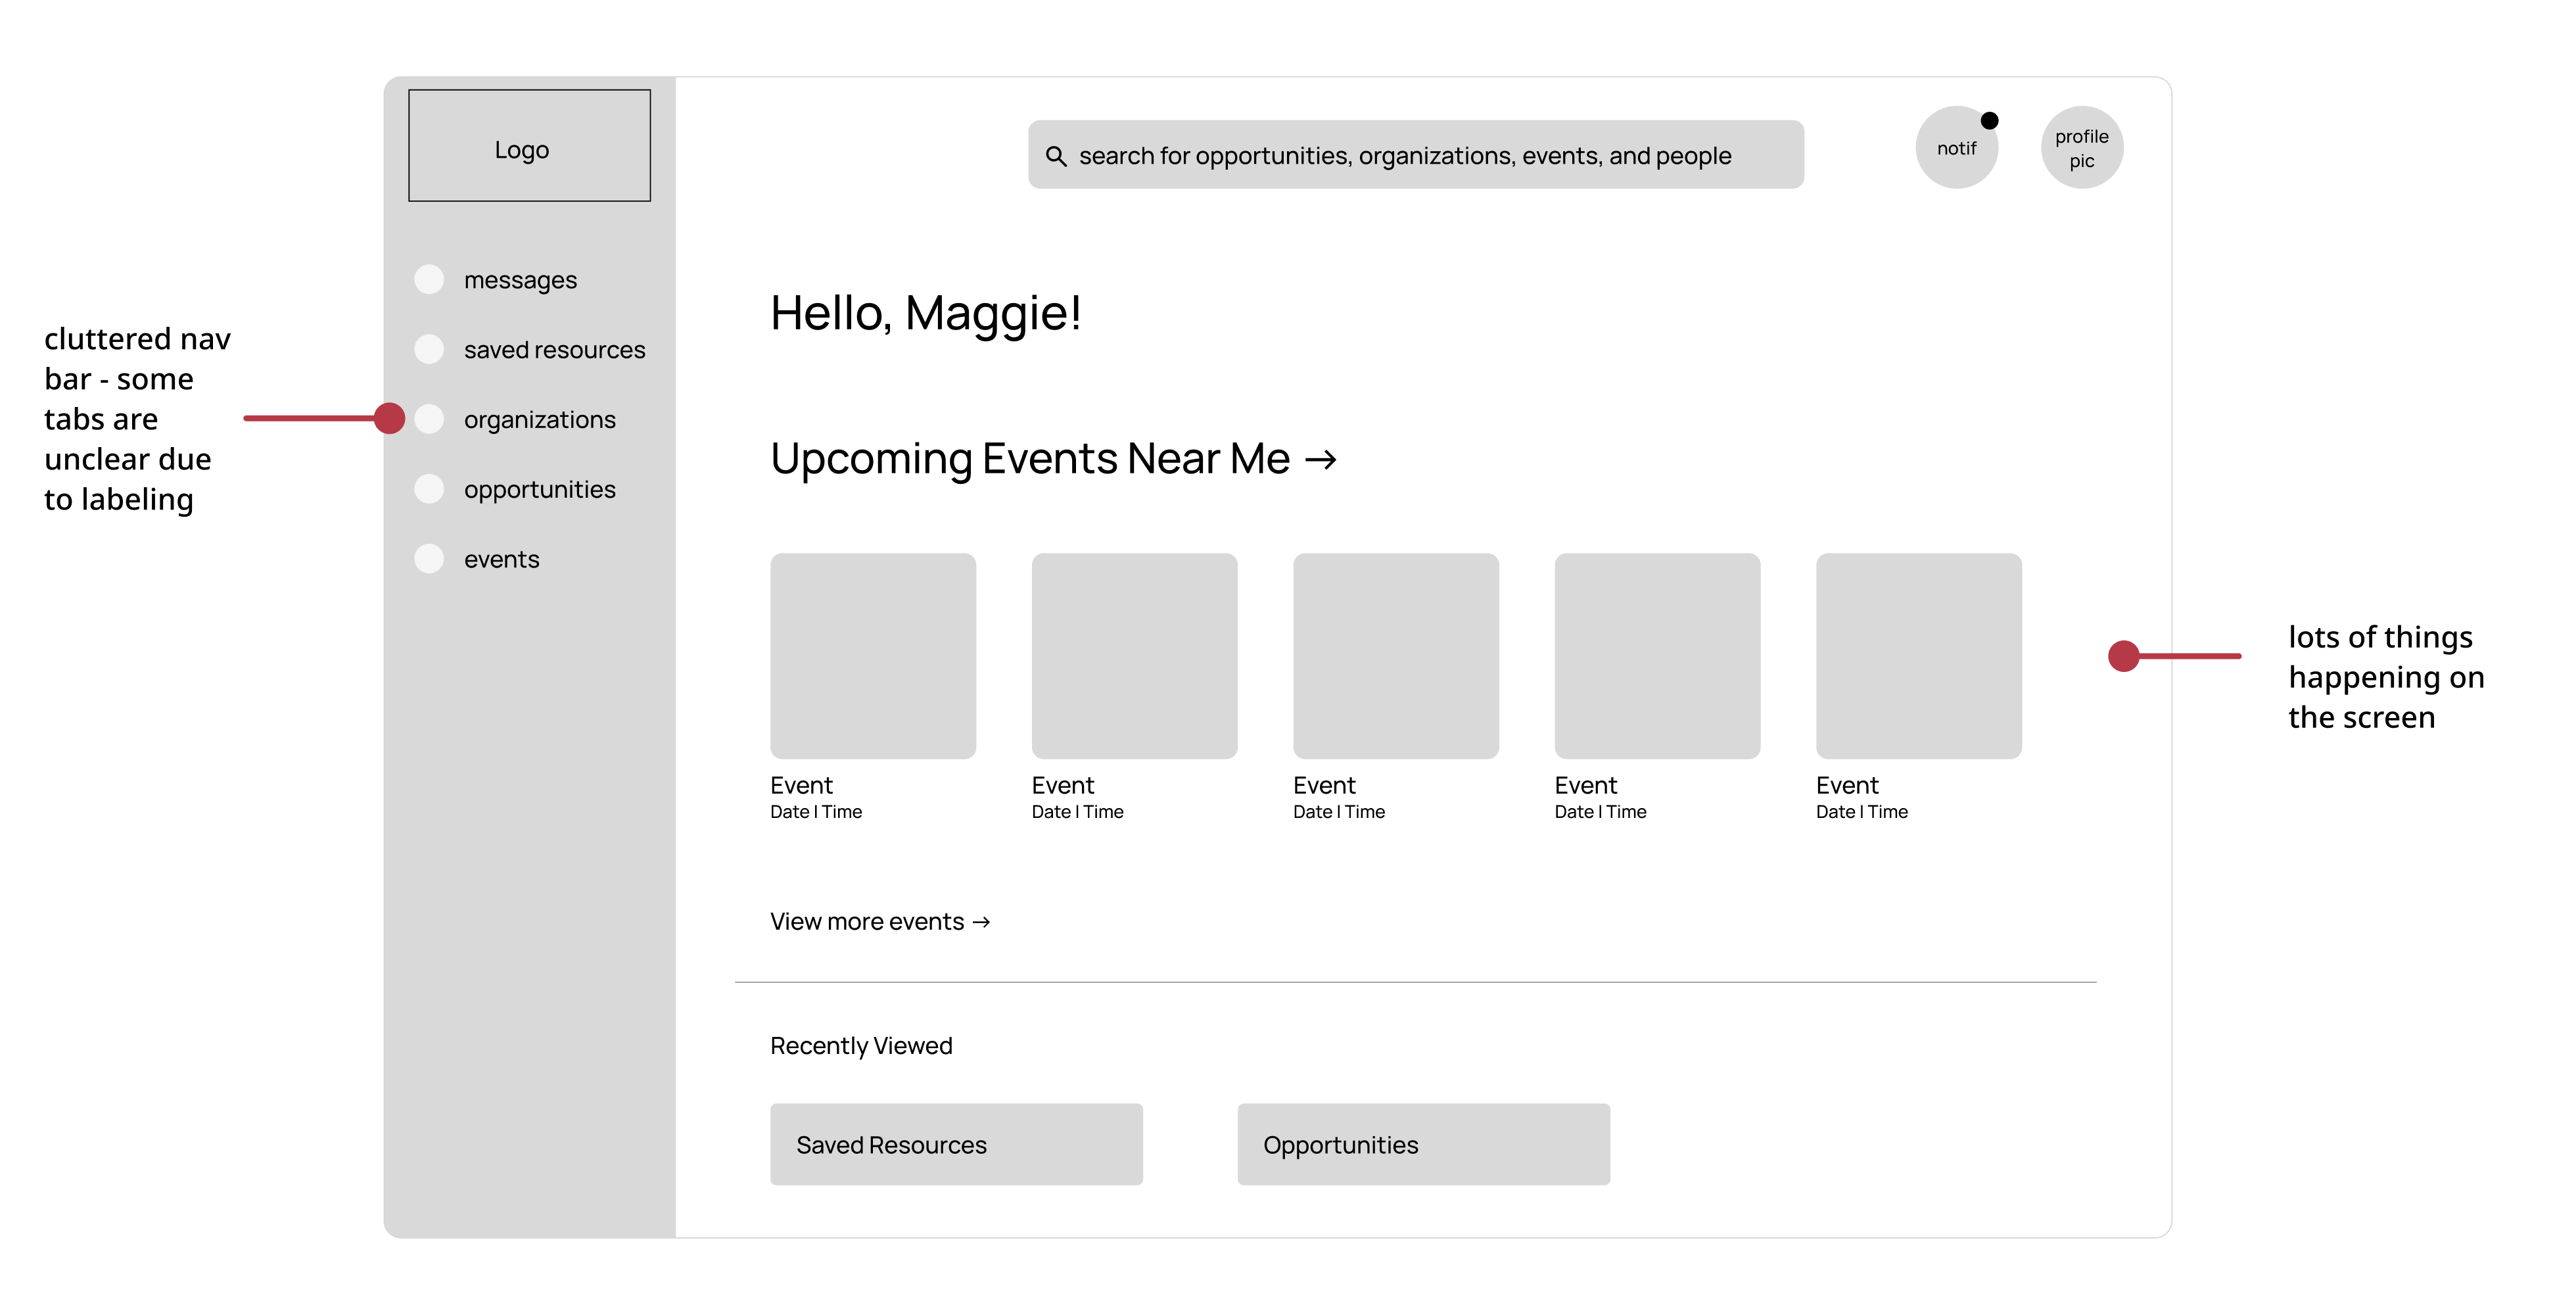 Logo
search for opportunities, organizations, events, and people
notif
profile
pic
messages
saved resources
organizations
opportunities
events
cluttered nav
bar - some
tabs are
unclear due
to labeling
Hello, Maggie!
Upcoming Events Near Me →
Event
Date | Time
Event
Date | Time
Event
Date | Time
Event
Date | Time
Event
Date | Time
lots of things
happening on
the screen
View more events →
Recently Viewed
Saved Resources
Opportunities